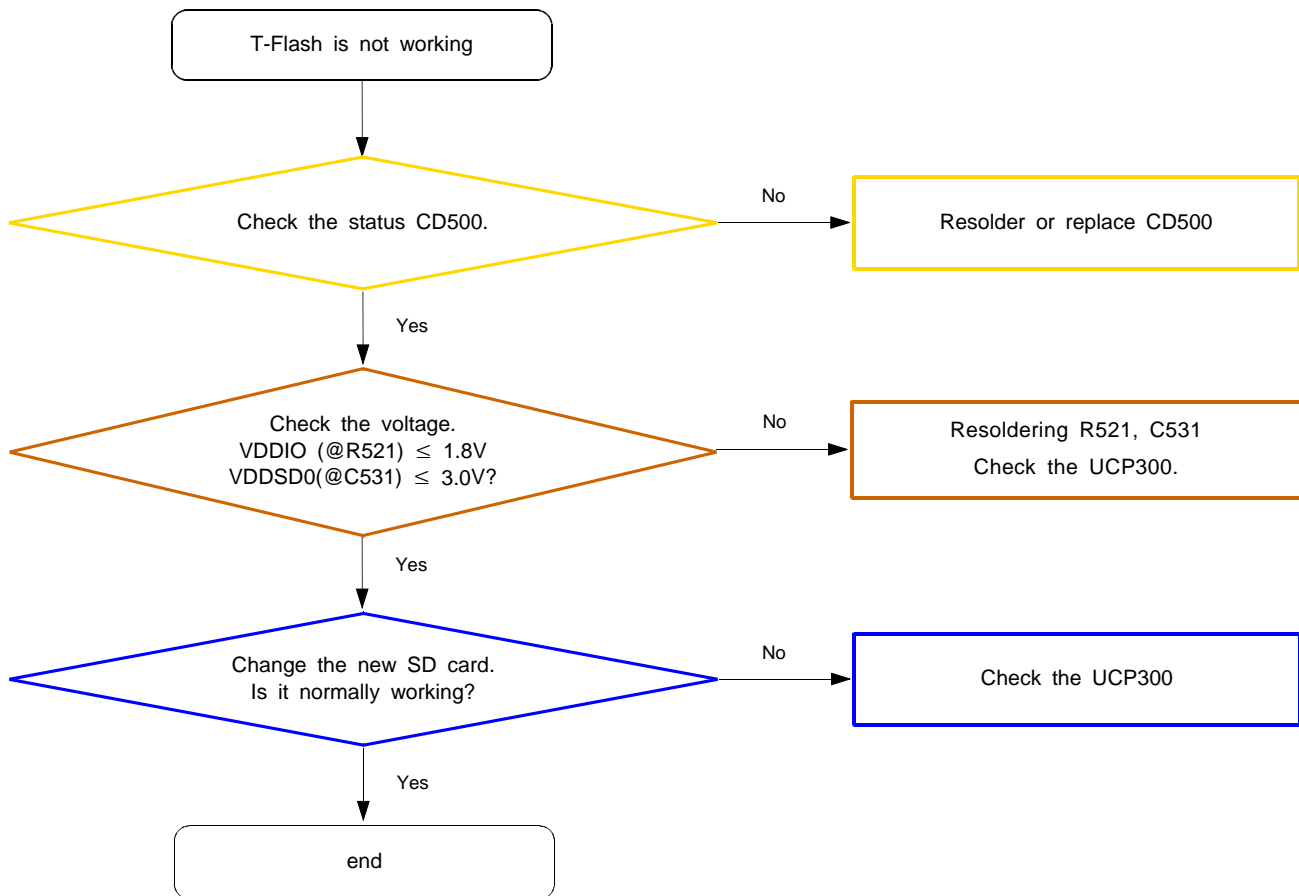 T-Flash is not working
Check the status CD500.
No
Resolder or replace CD500
Yes
Check the voltage.
VDDIO (@R521) ≤ 1.8V
VDDSD0(@C531) ≤ 3.0V?
No
Resoldering R521, C531
Check the UCP300.
Yes
Change the new SD card.
Is it normally working?
No
Check the UCP300
Yes
end